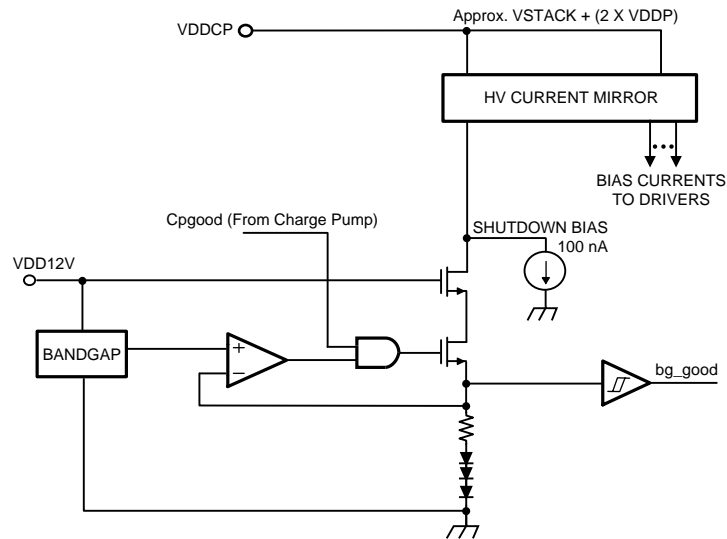 Approx. VSTACK + (2 X VDDP)
VDDCP
HV CURRENT MIRROR
BIAS CURRENTS
TO DRIVERS
Cpgood (From Charge Pump)
SHUTDOWN BIAS
100 nA
VDD12V
BANDGAP
+
−
bg_good